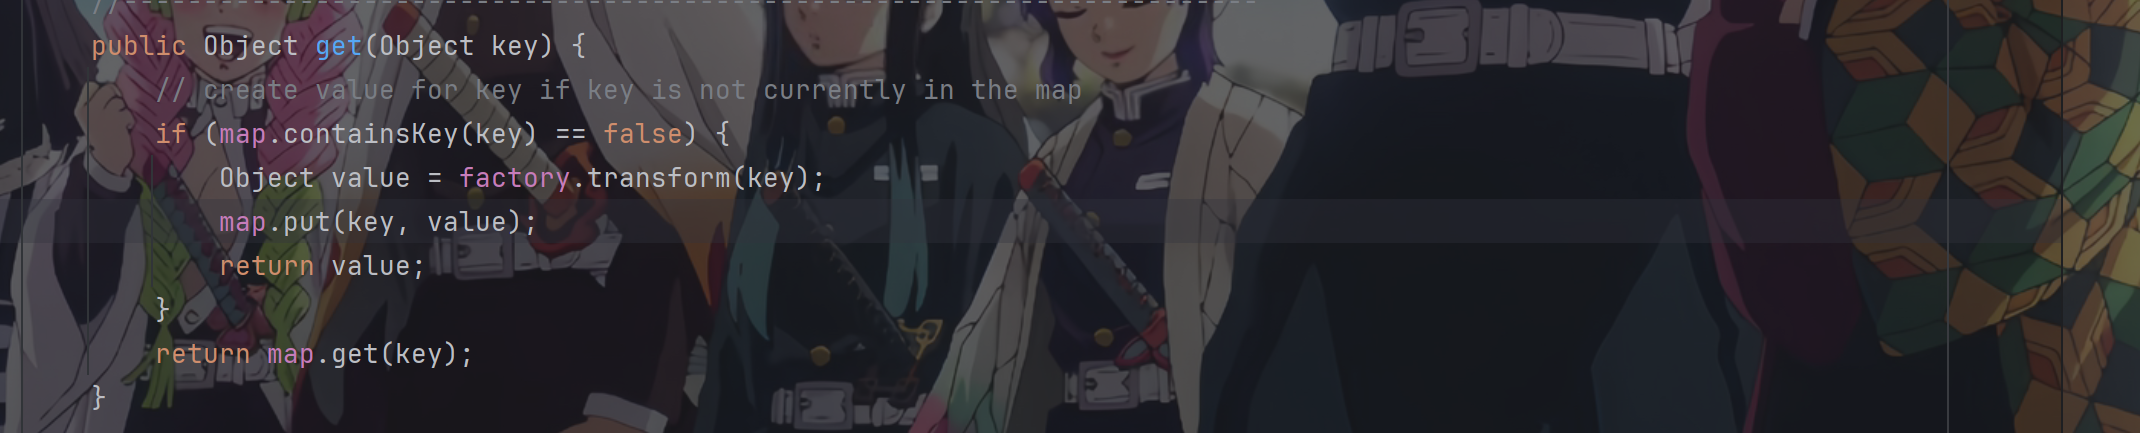 //-----------------------------------------------------------------------
public Object get(Object key) {
// create value for key if key is not currently in the map
if (map.containsKey(key) == false) {
Object value = factory.transform(key);
map.put(key, value);
return value;
}
return map.get(key);
}